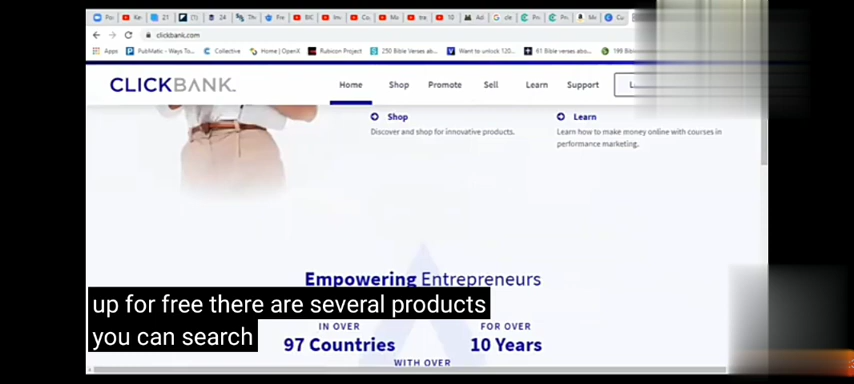 clickbank.com
Apps
PubMatic - Ways To...
Collective
Home | OpenX
Rubicon Project
250 Bible Verses ab...
Want to unlock 120...
61 Bible verses about...
199 Bible
CLICKBANK.
Home
Shop
Promote
Sell
Learn
Support
Shop
Discover and shop for innovative products.
Learn
Learn how to make money online with courses in
performance marketing.
Empowering Entrepreneurs
up for free there are several products
you can search
IN OVER
97 Countries
FOR OVER
10 Years
WITH OVER